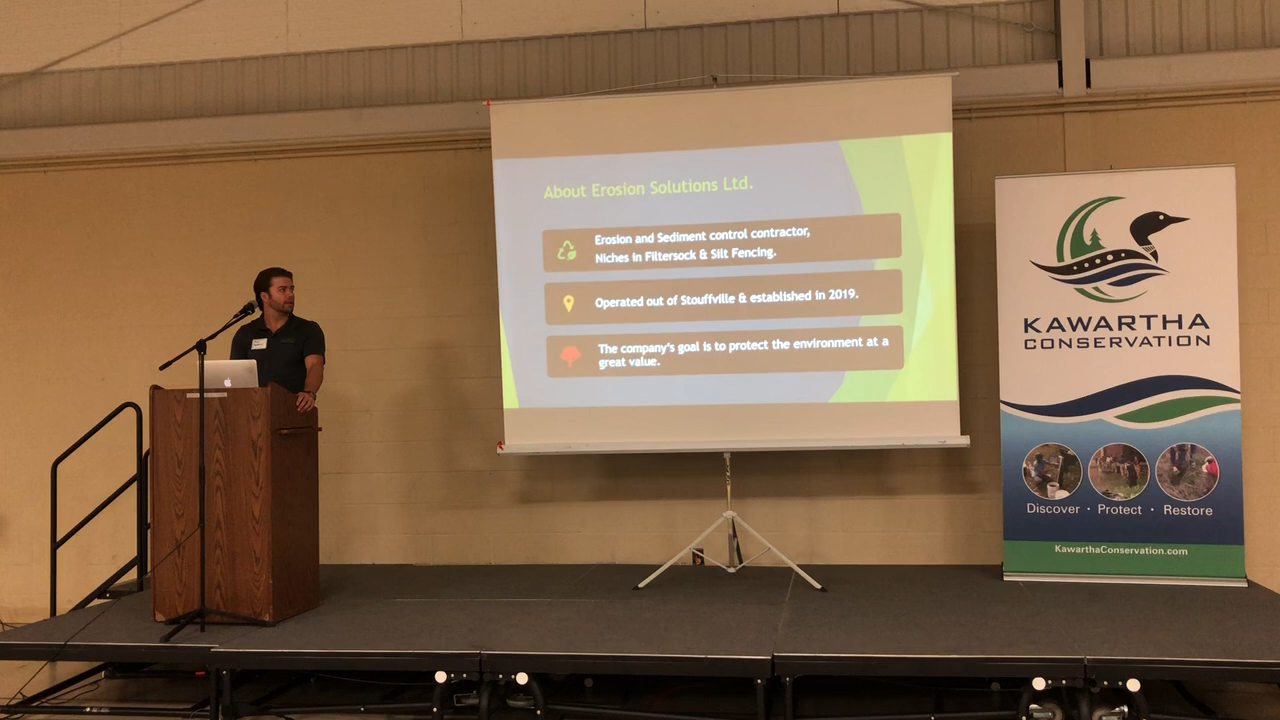 About Erosion Solutions Ltd.
Erosion and Sediment control contractor,
Niches in Filtersock & Silt Fencing.
Operated out of Stouffville & established in 2019.
The company's goal is to protect the environment at a
great value.
KAWARTHA
CONSERVATION
Discover · Protect · Restore
KawarthaConservation.com